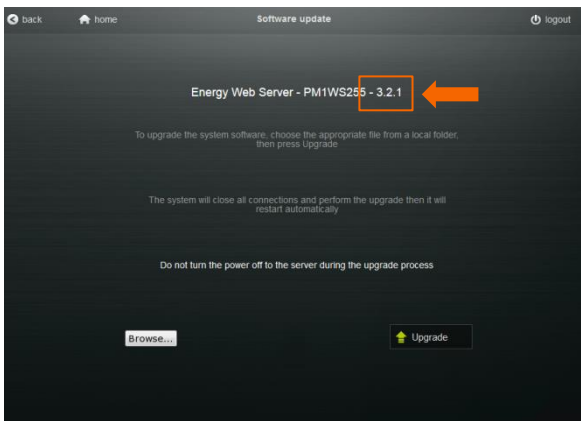 back home Software update logout
Energy Web Server - PM1WS255 - 3.2.1
To upgrade the system software, choose the appropriate file from a local folder,
then press Upgrade
The system will close all connections and perform the upgrade then it will
restart automatically
Do not turn the power off to the server during the upgrade process
Browse... Upgrade